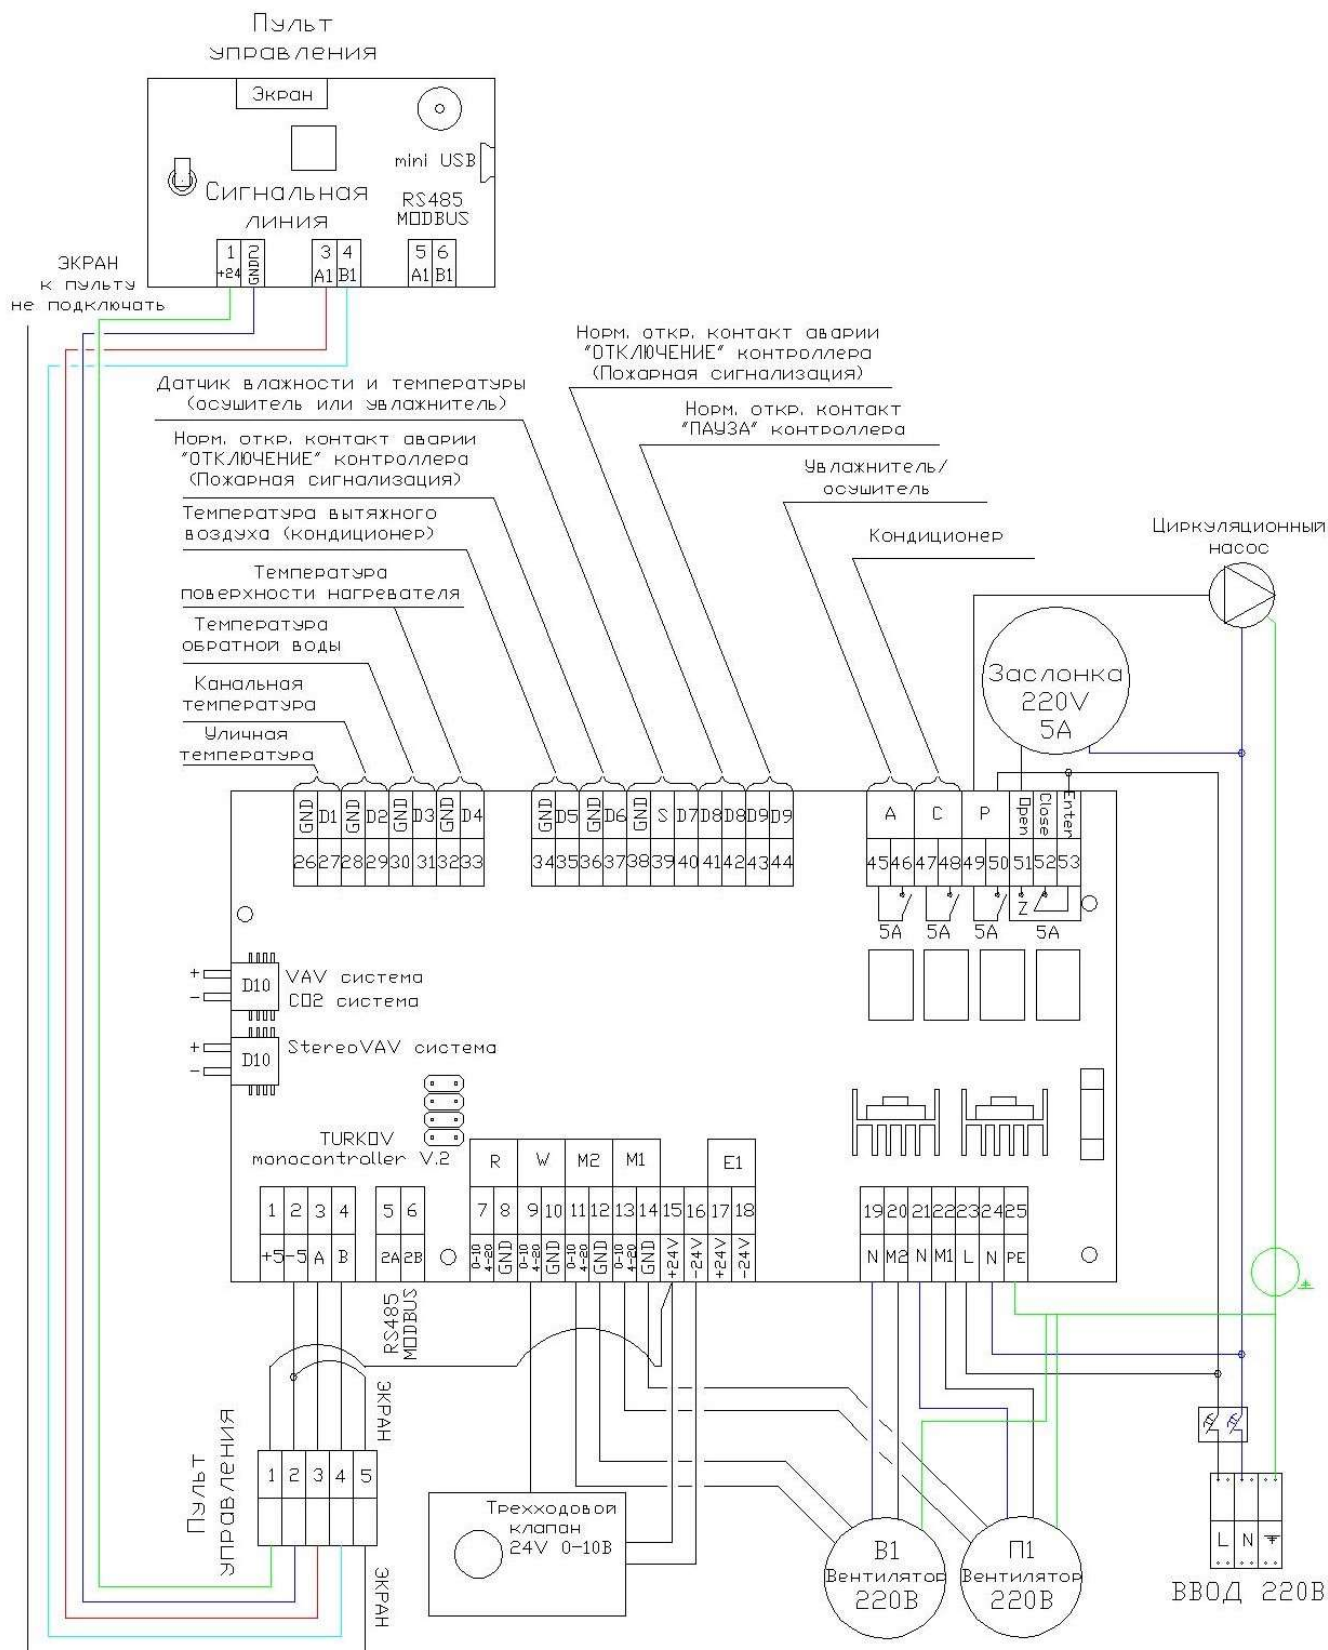 Пульт
управления
Экран
mini USB
Сигнальная
линия
RS485
MODBUS
1 GND2 3 4 5 6
+24 A1 B1 A1 B1
ЭКРАН
к пульту
не подключать
Норм. откр. контакт аварии
"ОТКЛЮЧЕНИЕ" контроллера
(Пожарная сигнализация)
Датчик влажности и температуры
(осушитель или увлажнитель)
Норм. откр. контакт
"ПАУЗА" контроллера
Норм. откр. контакт аварии
"ОТКЛЮЧЕНИЕ" контроллера
(Пожарная сигнализация)
Увлажнитель/
осушитель
Температура вытяжного
воздуха (кондиционер)
Кондиционер
Циркуляционный
насос
Температура
поверхности нагревателя
Температура
обратной воды
Канальная
температура
Уличная
температура
Заслонка
220V
5A
GND D1 GND D2 GND D3 GND D4 GND D5 GND D6 GND S D7 D8 D8 D9 D9 A C P Open Close Enter
26 27 28 29 30 31 32 33 34 35 36 37 38 39 40 41 42 43 44 45 46 47 48 49 50 51 52 53
Z
5A 5A 5A 5A
+
D10
-
VAV система
CO2 система
+
D10
-
StereoVAV система
TURKOV
monocontroller V.2
R W M2 M1 E1
1 2 3 4 5 6 7 8 9 10 11 12 13 14 15 16 17 18 19 20 21 22 23 24 25
+5 -5 A B 2A 2B 0-10 4-20 GND 0-10 4-20 GND 0-10 4-20 GND 0-10 4-20 GND +24V -24V +24V -24V N M2 N M1 L N PE
RS485
MODBUS
ЭКРАН
Пульт
управления
1 2 3 4 5
ЭКРАН
Трехходовой
клапан
24V 0-10В
В1
Вентилятор
220В
П1
Вентилятор
220В
L N
ВВОД 220В